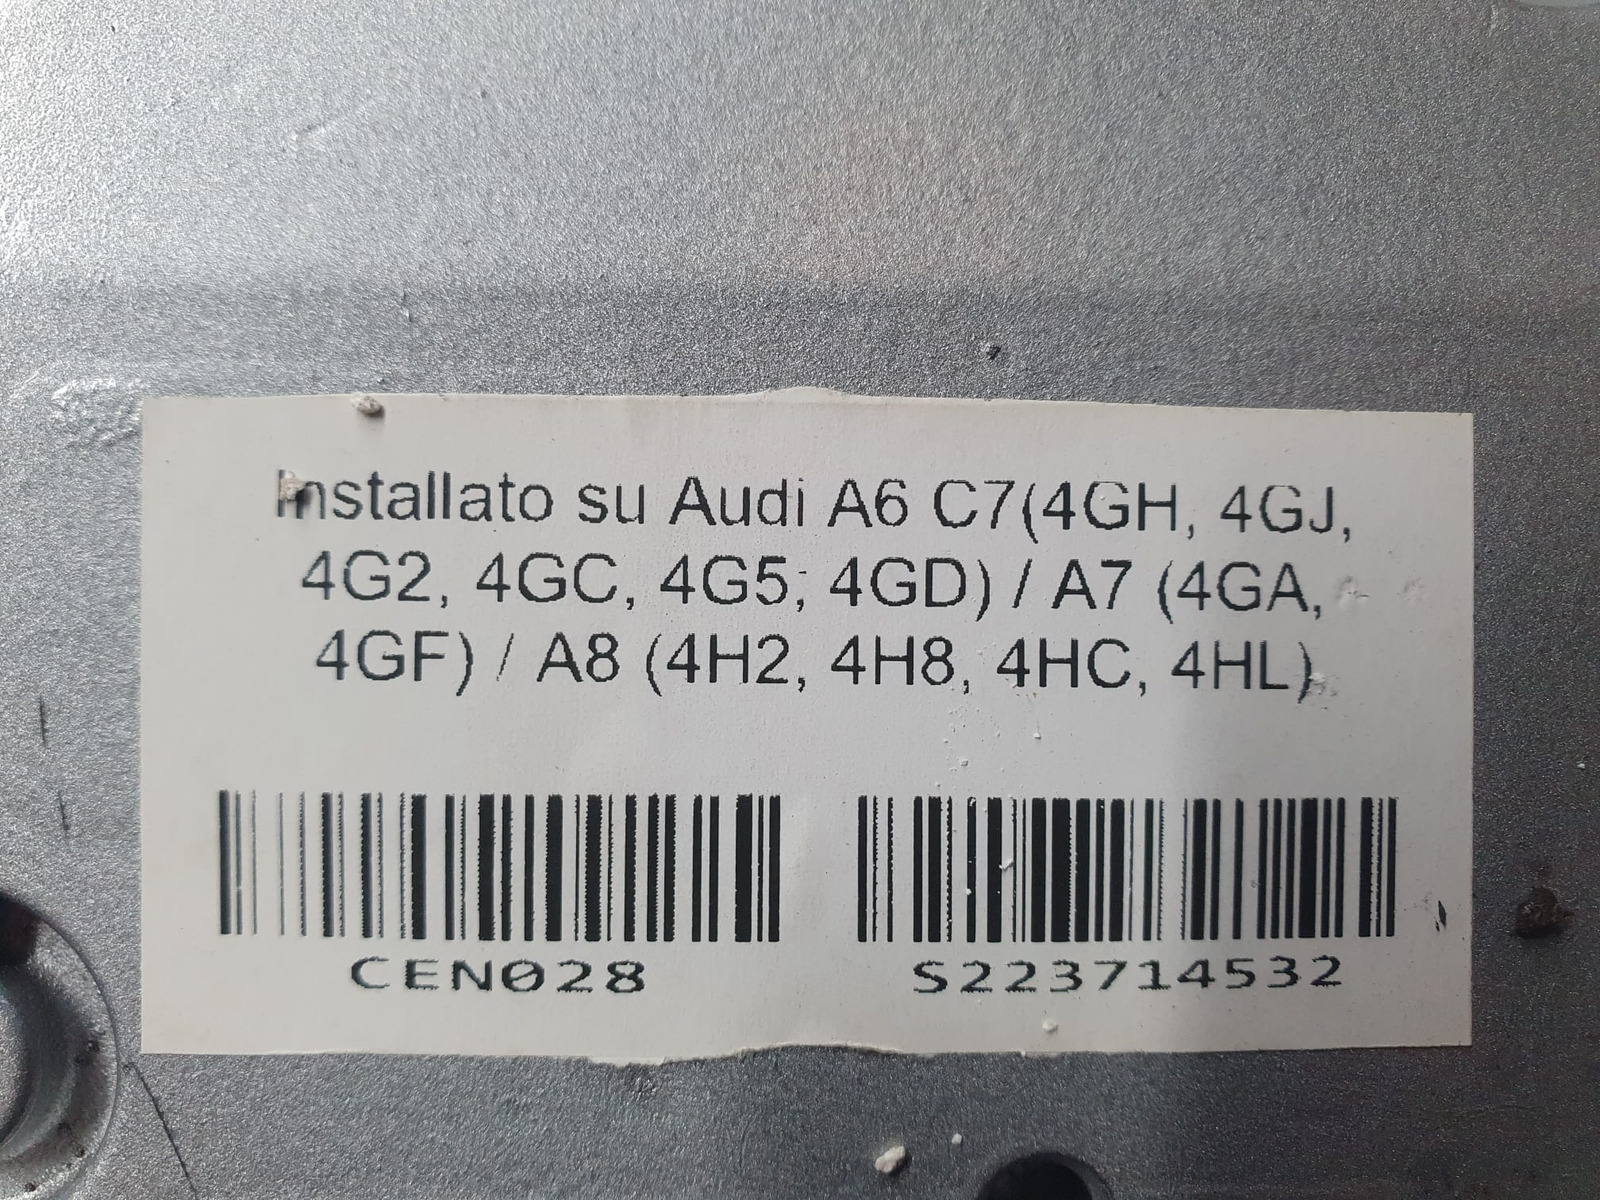 Installato su Audi A6 C7(4GH, 4GJ,
4G2, 4GC, 4G5; 4GD) / A7 (4GA,
4GF) / A8 (4H2, 4H8, 4HC, 4HL)
CEN028
S223714532